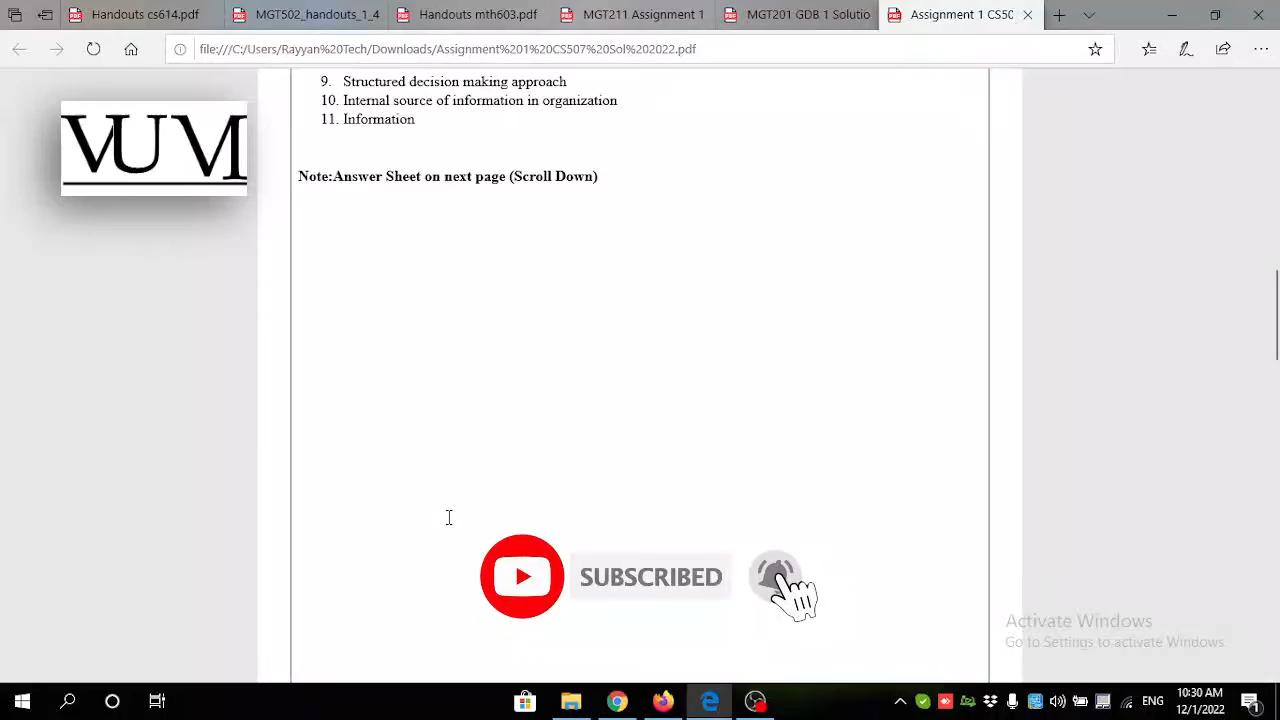 Handouts cs614.pdf
MGT502_handouts_1_4
Handouts mth603.pdf
MGT211 Assignment 1
MGT301 GDB 1 Solutio
Assignment 1 CS50
file:///C:/Users/Rayyan%20Tech/Downloads/Assignment%201%20CS507%20Sol%202022.pdf
9. Structured decision making approach
10. Internal source of information in organization
11. Information
VUM
Note:Answer Sheet on next page (Scroll Down)
SUBSCRIBED
Activate Windows
Go to Settings to activate Windows.
ENG
10:30 AM
12/1/2022